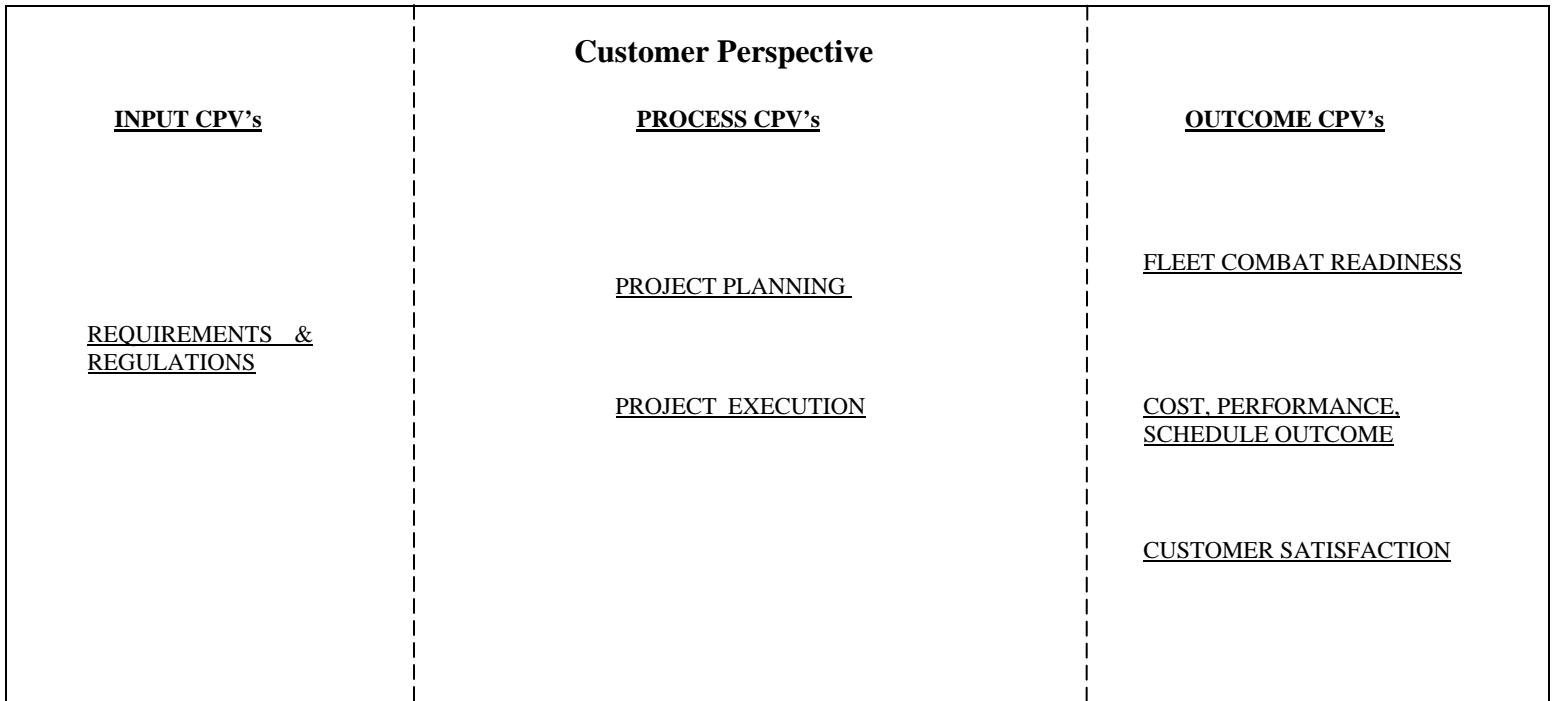 Customer Perspective
INPUT CPV's
PROCESS CPV's
OUTCOME CPV's
REQUIREMENTS & 
REGULATIONS
PROJECT PLANNING
PROJECT EXECUTION
FLEET COMBAT READINESS
COST, PERFORMANCE,
SCHEDULE OUTCOME
CUSTOMER SATISFACTION